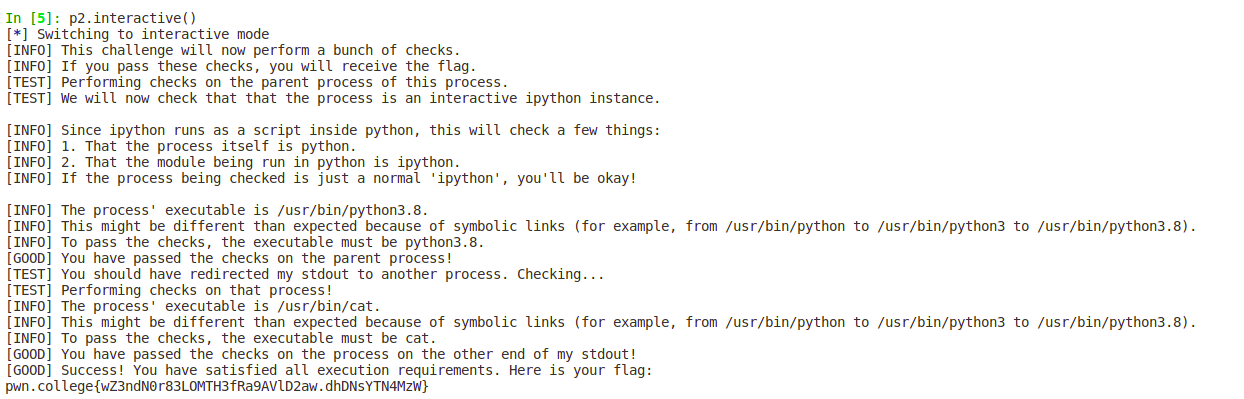 In [5]: p2.interactive()
[*] Switching to interactive mode
[INFO] This challenge will now perform a bunch of checks.
[INFO] If you pass these checks, you will receive the flag.
[TEST] Performing checks on the parent process of this process.
[TEST] We will now check that that the process is an interactive ipython instance.
[INFO] Since ipython runs as a script inside python, this will check a few things:
[INFO] 1. That the process itself is python.
[INFO] 2. That the module being run in python is ipython.
[INFO] If the process being checked is just a normal 'ipython', you'll be okay!
[INFO] The process' executable is /usr/bin/python3.8.
[INFO] This might be different than expected because of symbolic links (for example, from /usr/bin/python to /usr/bin/python3 to /usr/bin/python3.8).
[INFO] To pass the checks, the executable must be python3.8.
[GOOD] You have passed the checks on the parent process!
[TEST] You should have redirected my stdout to another process. Checking...
[TEST] Performing checks on that process!
[INFO] The process' executable is /usr/bin/cat.
[INFO] This might be different than expected because of symbolic links (for example, from /usr/bin/python to /usr/bin/python3 to /usr/bin/python3.8).
[INFO] To pass the checks, the executable must be cat.
[GOOD] You have passed the checks on the process on the other end of my stdout!
[GOOD] Success! You have satisfied all execution requirements. Here is your flag:
pwn.college{wZ3ndN0r83LOMTH3fRa9AVlD2aw.dhDNsYTN4MzW}